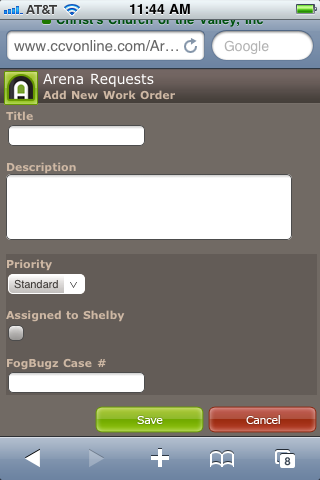 AT&T 11:44 AM
Christ's Church of the Valley, Inc
www.ccvonline.com/Ar... Google
A
Arena Requests
Add New Work Order
Title
Description
Priority
Standard
Assigned to Shelby
FogBugz Case #
Save Cancel
8